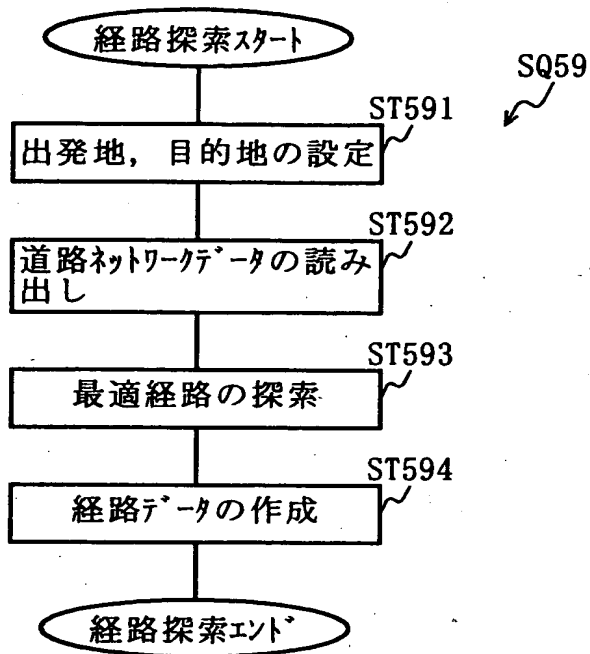 経路探索ｽﾀｰﾄ
SQ59
ST591
出発地，目的地の設定
ST592
道路ﾈｯﾄﾜｰｸﾃﾞｰﾀの読み
出し
ST593
最適経路の探索
ST594
経路ﾃﾞｰﾀの作成
経路探索ｴﾝﾄﾞ